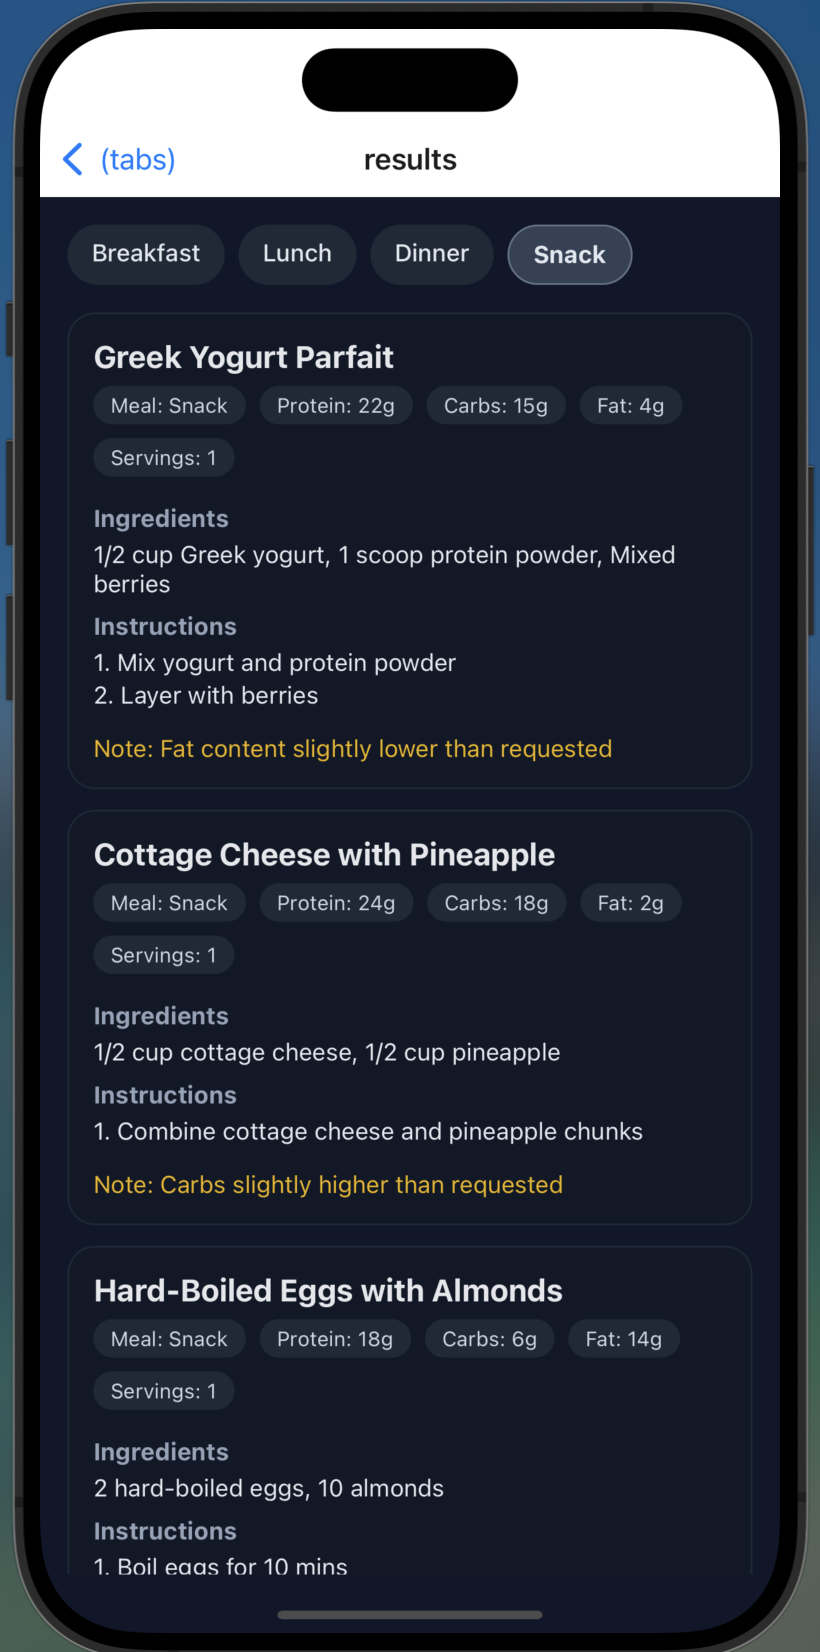 (tabs)
results
Breakfast
Lunch
Dinner
Snack
Greek Yogurt Parfait
Meal: Snack
Protein: 22g
Carbs: 15g
Fat: 4g
Servings: 1
Ingredients
1/2 cup Greek yogurt, 1 scoop protein powder, Mixed
berries
Instructions
1. Mix yogurt and protein powder
2. Layer with berries
Note: Fat content slightly lower than requested
Cottage Cheese with Pineapple
Meal: Snack
Protein: 24g
Carbs: 18g
Fat: 2g
Servings: 1
Ingredients
1/2 cup cottage cheese, 1/2 cup pineapple
Instructions
1. Combine cottage cheese and pineapple chunks
Note: Carbs slightly higher than requested
Hard-Boiled Eggs with Almonds
Meal: Snack
Protein: 18g
Carbs: 6g
Fat: 14g
Servings: 1
Ingredients
2 hard-boiled eggs, 10 almonds
Instructions
1. Boil eggs for 10 mins